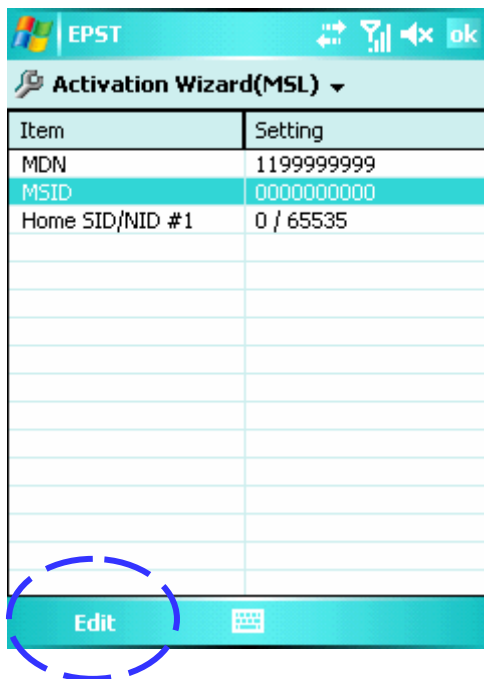 EPST ok
Activation Wizard(MSL)
Item Setting
MDN 1199999999
MSID 0000000000
Home SID/NID #1 0 / 65535
Edit